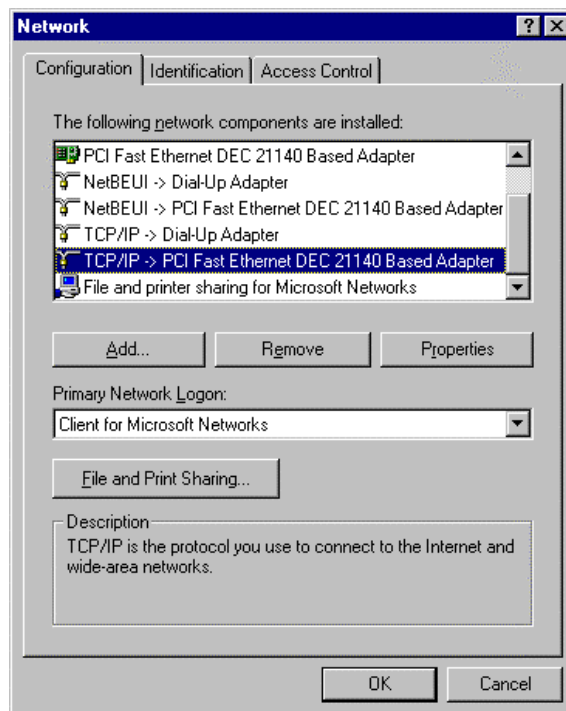 Network
Configuration Identification Access Control
The following network components are installed:
PCI Fast Ethernet DEC 21140 Based Adapter
NetBEUI -> Dial-Up Adapter
NetBEUI -> PCI Fast Ethernet DEC 21140 Based Adapter
TCP/IP -> Dial-Up Adapter
TCP/IP -> PCI Fast Ethernet DEC 21140 Based Adapter
File and printer sharing for Microsoft Networks
Add... Remove Properties
Primary Network Logon:
Client for Microsoft Networks
File and Print Sharing...
Description
TCP/IP is the protocol you use to connect to the Internet and
wide-area networks.
OK Cancel